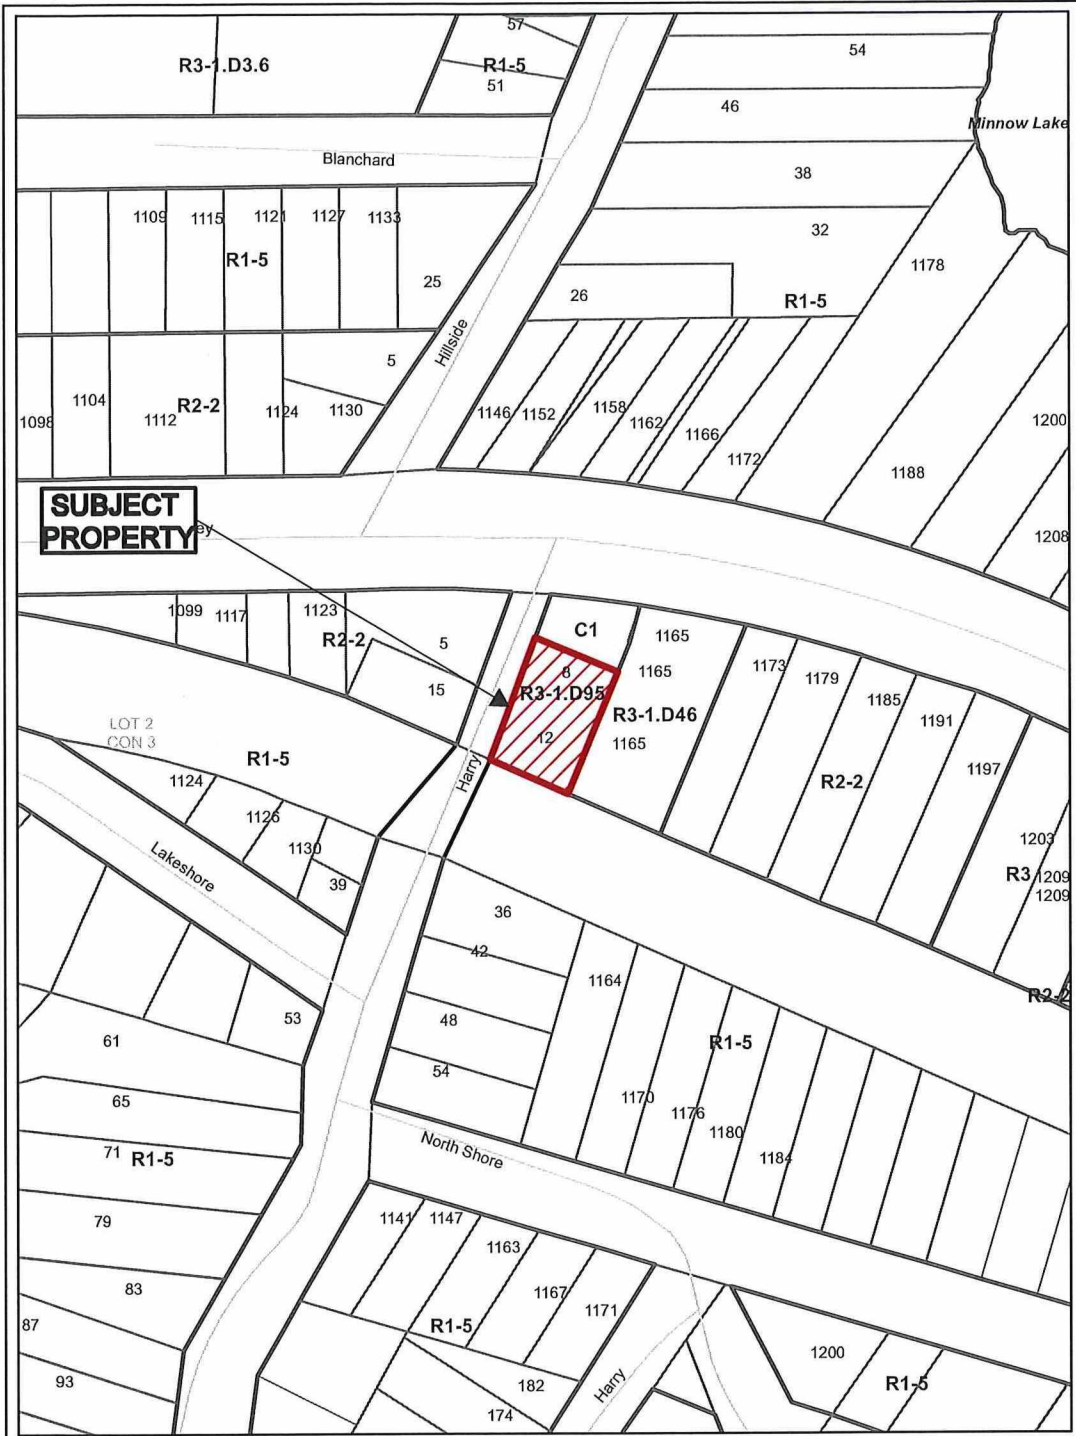 57
R3-1.D3.6
R1-5
51
54
46
Minnow Lake
Blanchard
38
1109
1115
1121
1127
1133
32
R1-5
1178
25
26
R1-5
Hillside
5
1104
R2-2
1098
1112
1124
1130
1146
1152
1158
1162
1166
1172
1188
1200
1208
SUBJECT
PROPERTY
ey
1099
1117
1123
R2-2
5
15
C1
8
R3-1.D95
12
1165
1165
R3-1.D46
1165
1173
1179
1185
1191
R2-2
1197
1203
R3
1209
1209
R2-2
LOT 2
CON 3
R1-5
Harry
1124
1126
1130
39
Lakeshore
36
42
48
54
1164
R1-5
1170
1176
1180
1184
53
61
65
71
R1-5
79
83
87
93
North Shore
1141
1147
1163
1167
1171
R1-5
182
174
Harry
1200
R1-5